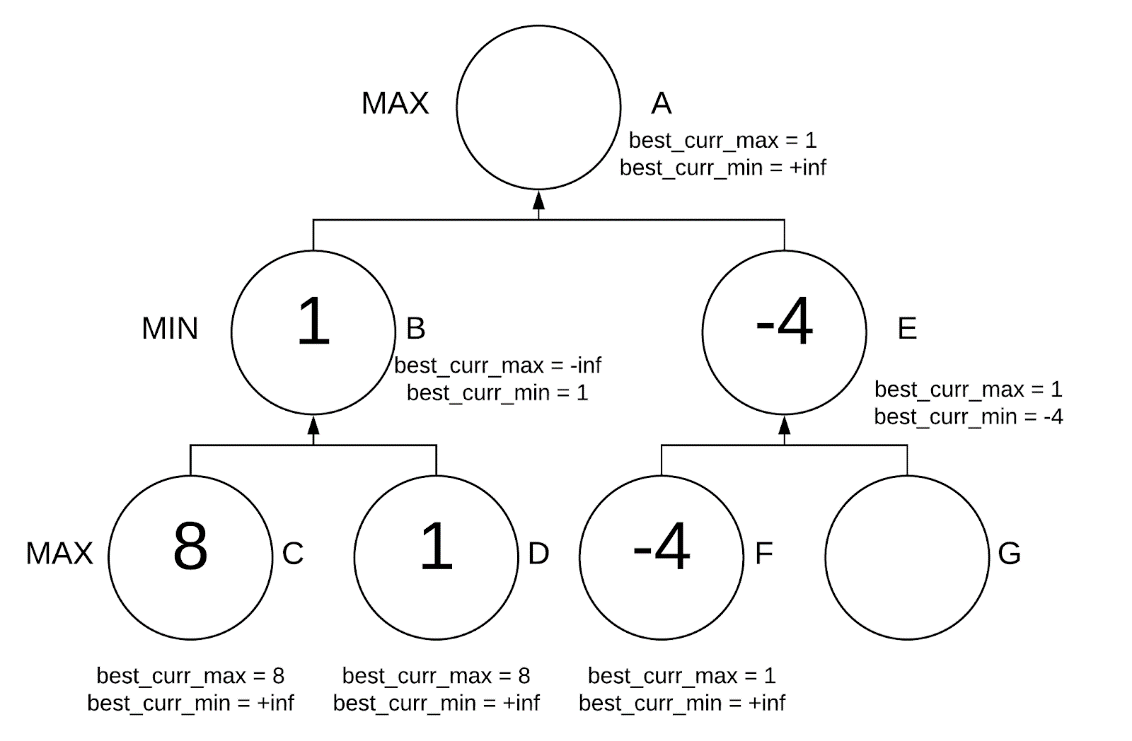 MAX A
best_curr_max = 1
best_curr_min = +inf
MIN 1 B -4 E
best_curr_max = -inf
best_curr_min = 1
best_curr_max = 1
best_curr_min = -4
MAX 8 C 1 D -4 F G
best_curr_max = 8
best_curr_min = +inf
best_curr_max = 8
best_curr_min = +inf
best_curr_max = 1
best_curr_min = +inf